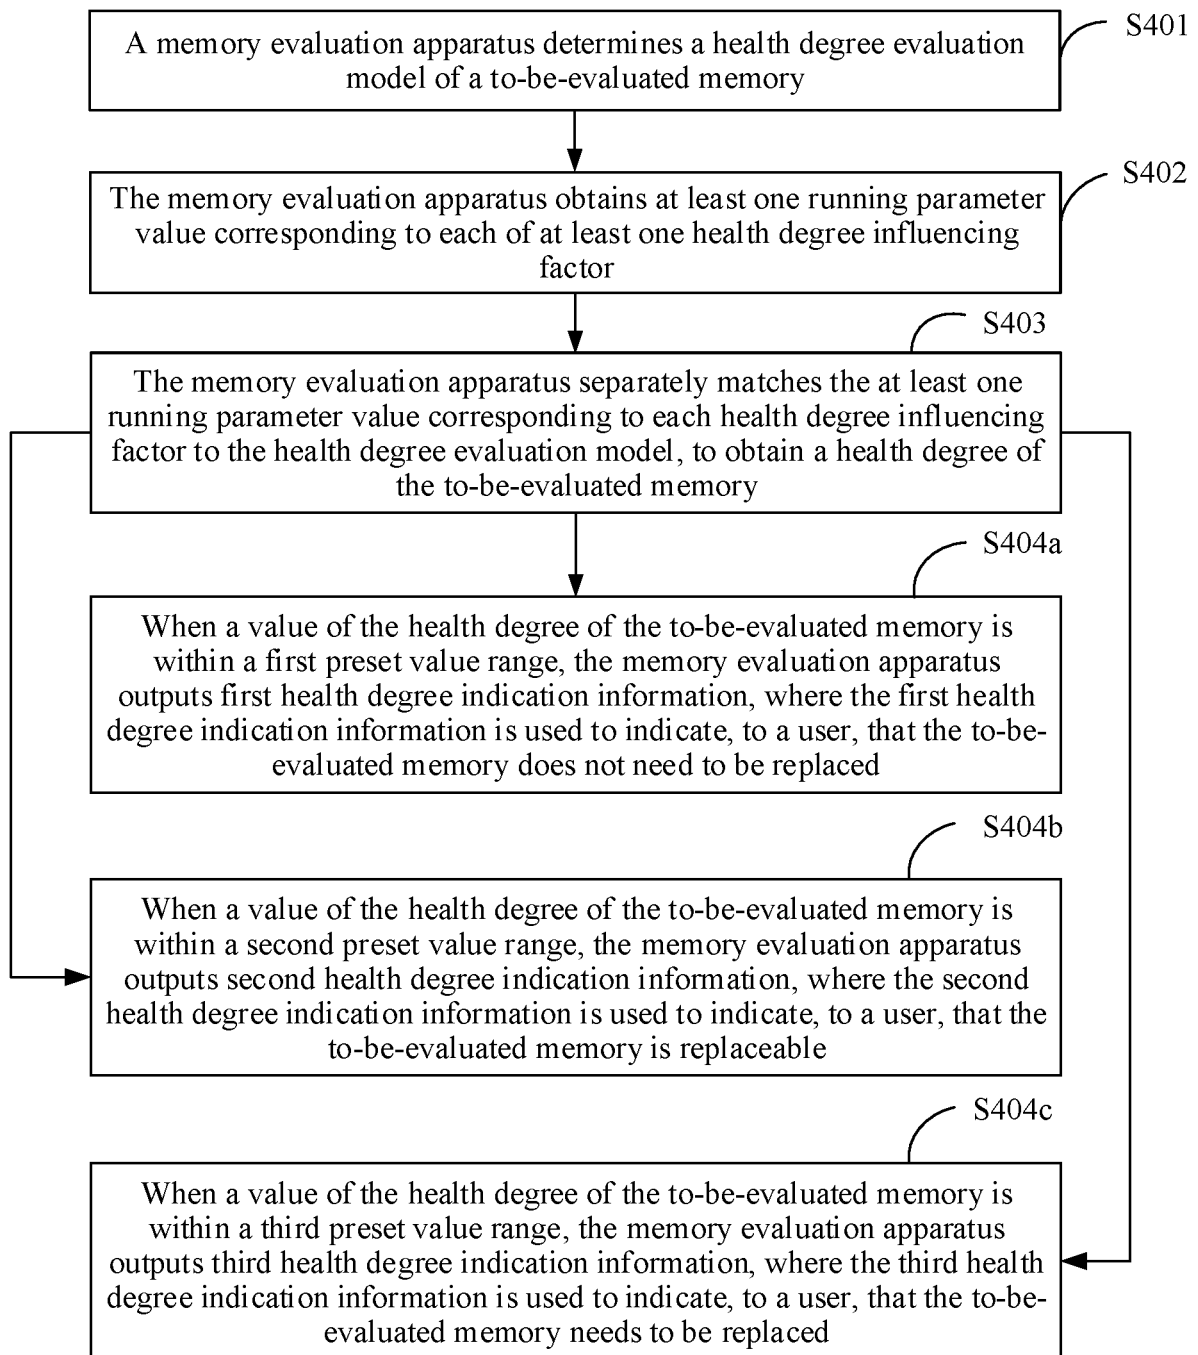 S401
A memory evaluation apparatus determines a health degree evaluation
model of a to-be-evaluated memory
S402
The memory evaluation apparatus obtains at least one running parameter
value corresponding to each of at least one health degree influencing
factor
S403
The memory evaluation apparatus separately matches the at least one
running parameter value corresponding to each health degree influencing
factor to the health degree evaluation model, to obtain a health degree of
the to-be-evaluated memory
S404a
When a value of the health degree of the to-be-evaluated memory is
within a first preset value range, the memory evaluation apparatus
outputs first health degree indication information, where the first health
degree indication information is used to indicate, to a user, that the to-be-
evaluated memory does not need to be replaced
S404b
When a value of the health degree of the to-be-evaluated memory is
within a second preset value range, the memory evaluation apparatus
outputs second health degree indication information, where the second
health degree indication information is used to indicate, to a user, that the
to-be-evaluated memory is replaceable
S404c
When a value of the health degree of the to-be-evaluated memory is
within a third preset value range, the memory evaluation apparatus
outputs third health degree indication information, where the third health
degree indication information is used to indicate, to a user, that the to-be-
evaluated memory needs to be replaced